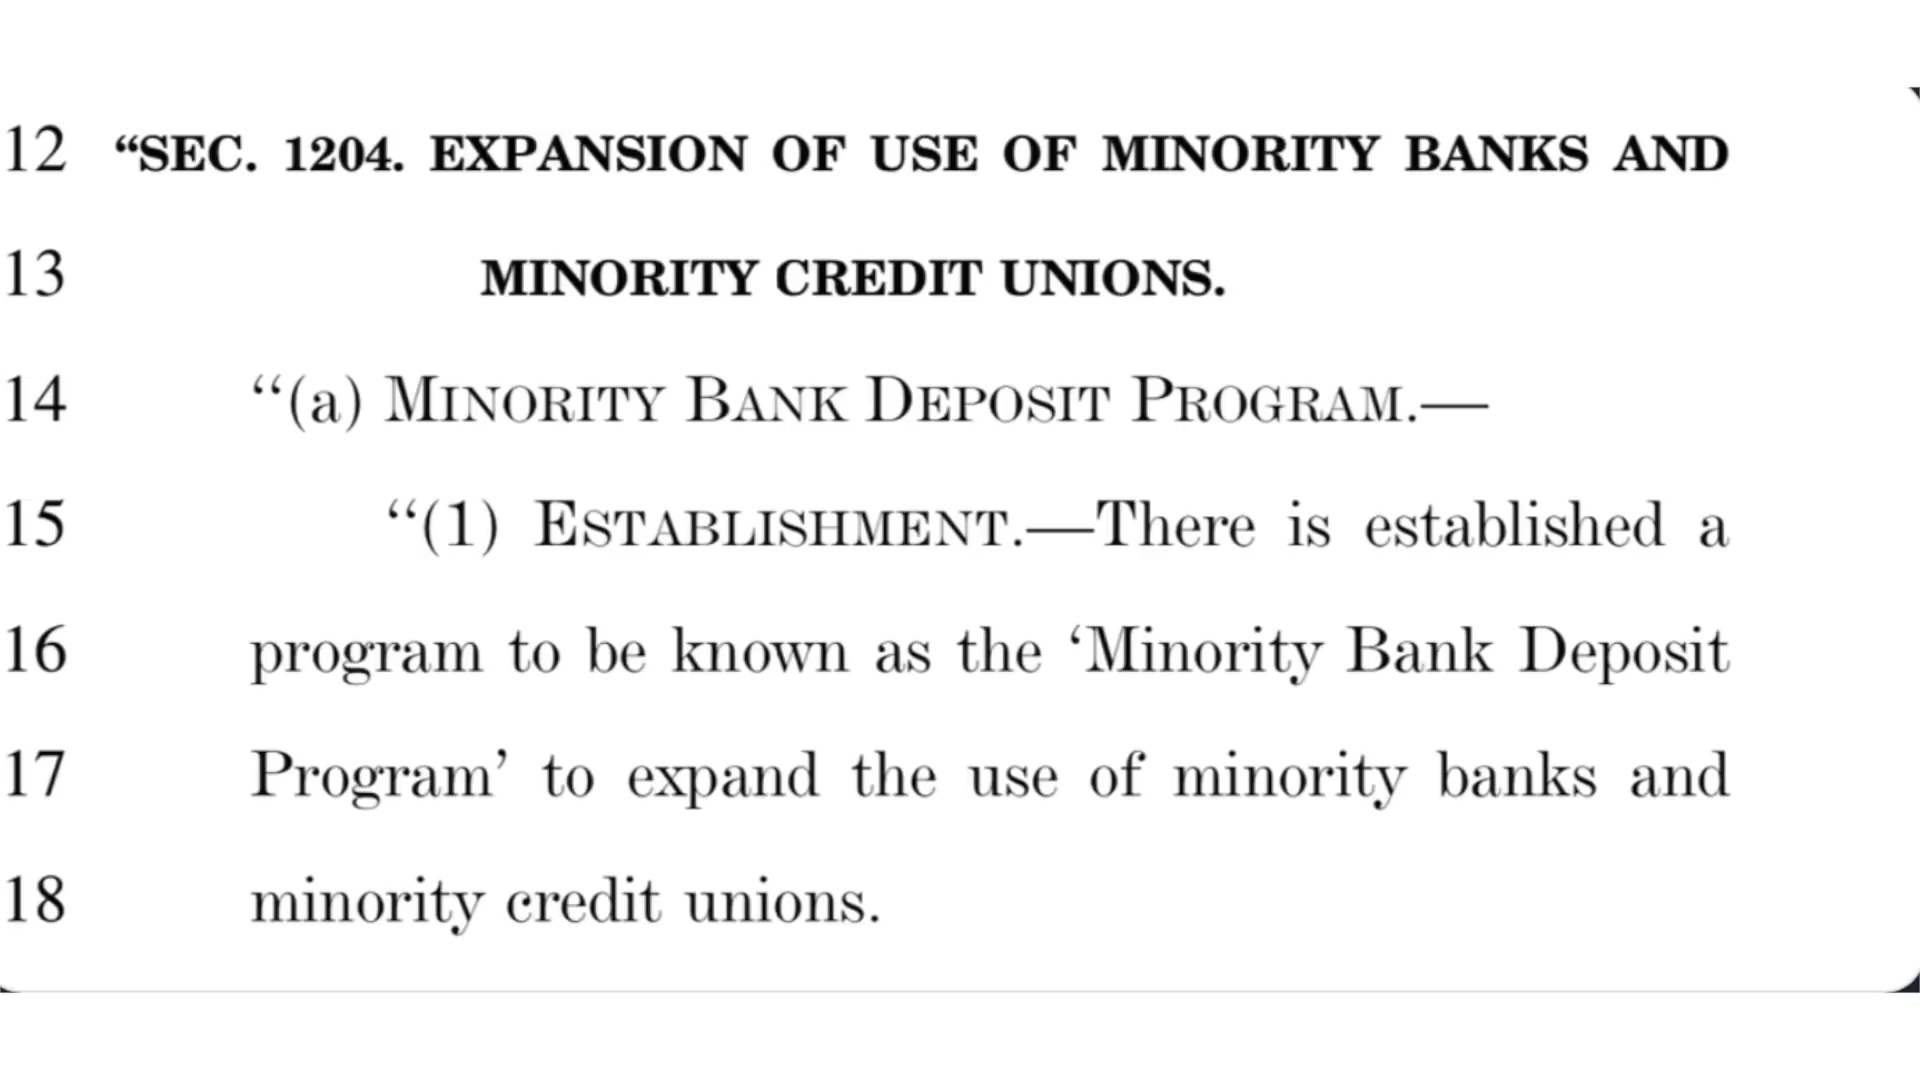 12 “SEC. 1204. EXPANSION OF USE OF MINORITY BANKS AND
13 MINORITY CREDIT UNIONS.
14 ‘‘(a) MINORITY BANK DEPOSIT PROGRAM.—
15 ‘‘(1) ESTABLISHMENT.—There is established a
16 program to be known as the ‘Minority Bank Deposit
17 Program’ to expand the use of minority banks and
18 minority credit unions.